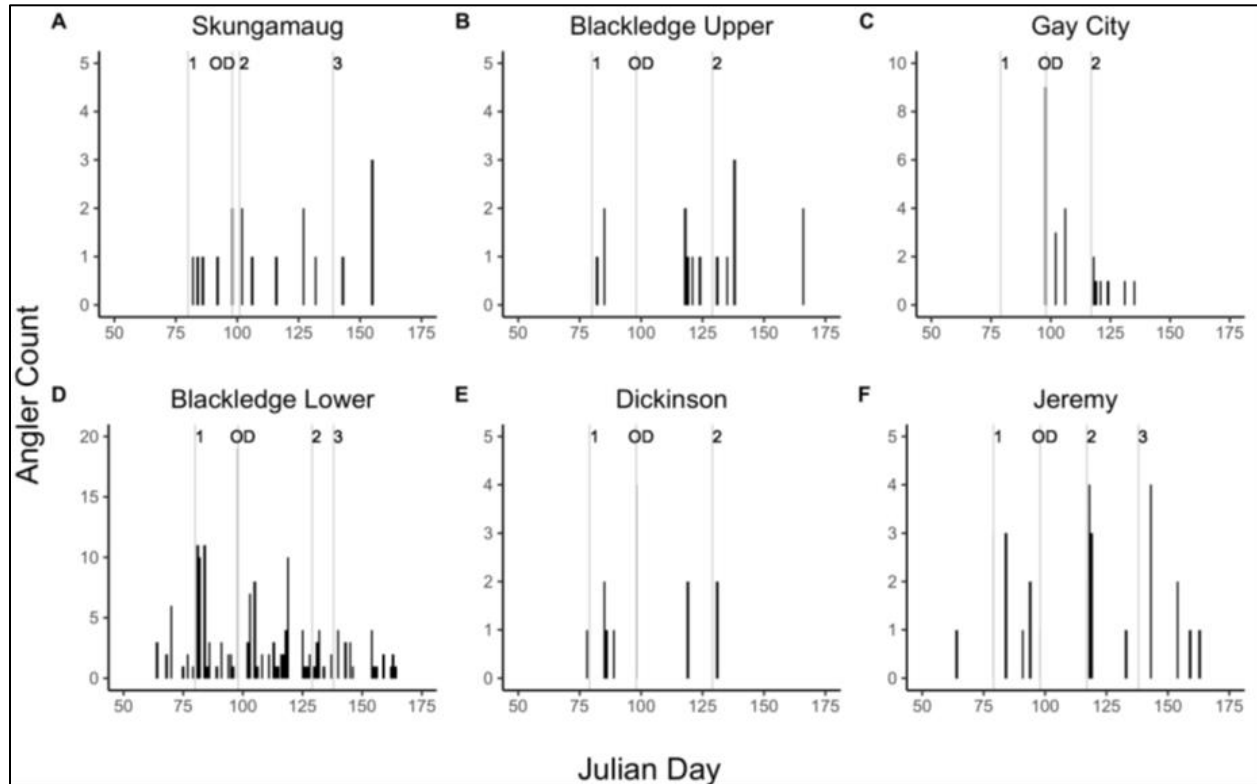 A Skungamaug
B Blackledge Upper
C Gay City
5 4 3 2 1 0
1 OD 2 3
50 75 100 125 150 175
5 4 3 2 1 0
1 OD 2
50 75 100 125 150 175
10 8 6 4 2 0
1 OD 2
50 75 100 125 150 175
Angler Count
D Blackledge Lower
E Dickinson
F Jeremy
20 15 10 5 0
1 OD 2 3
50 75 100 125 150 175
5 4 3 2 1 0
1 OD 2
50 75 100 125 150 175
5 4 3 2 1 0
1 OD 2 3
50 75 100 125 150 175
Julian Day